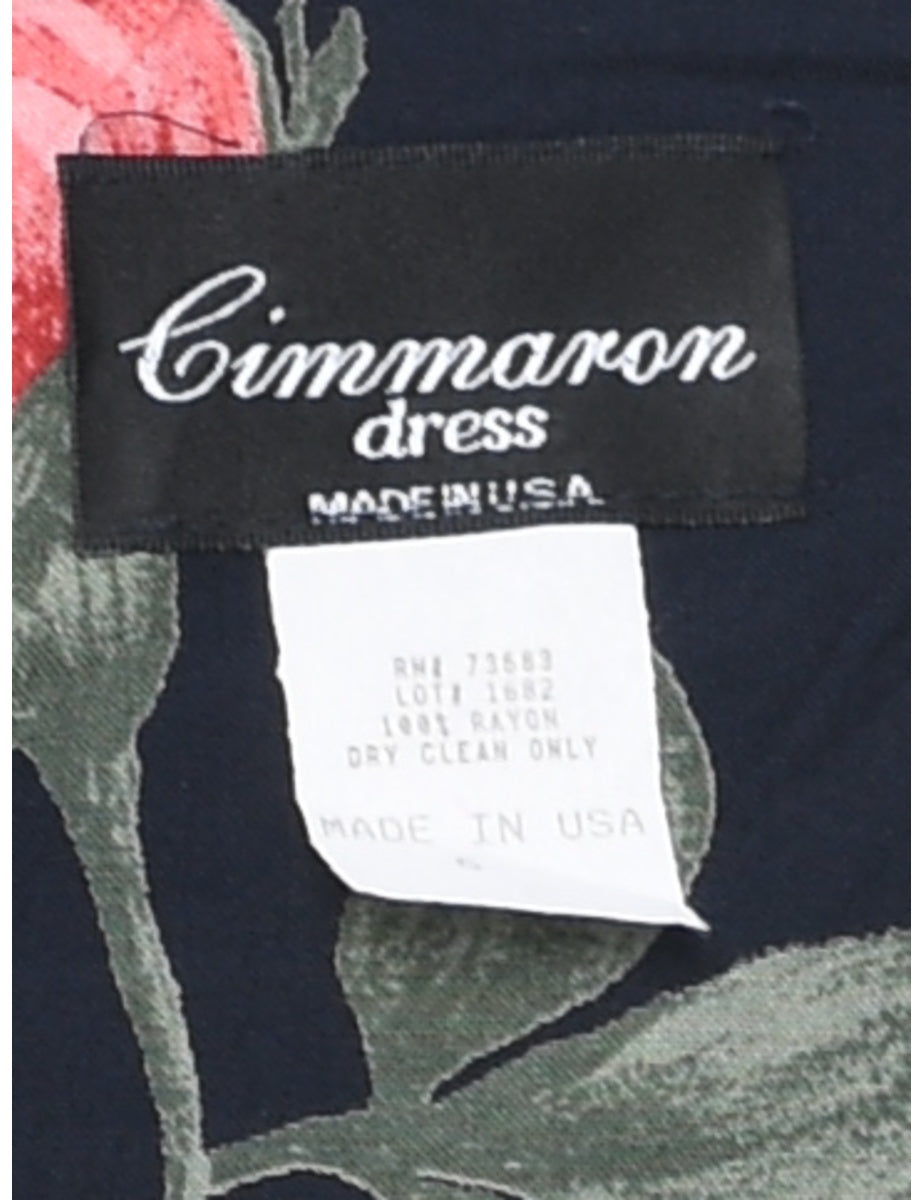 Cimmaron
dress
MADE IN U.S.A.
RN# 73683
LOT# 1682
100% RAYON
DRY CLEAN ONLY
MADE IN USA